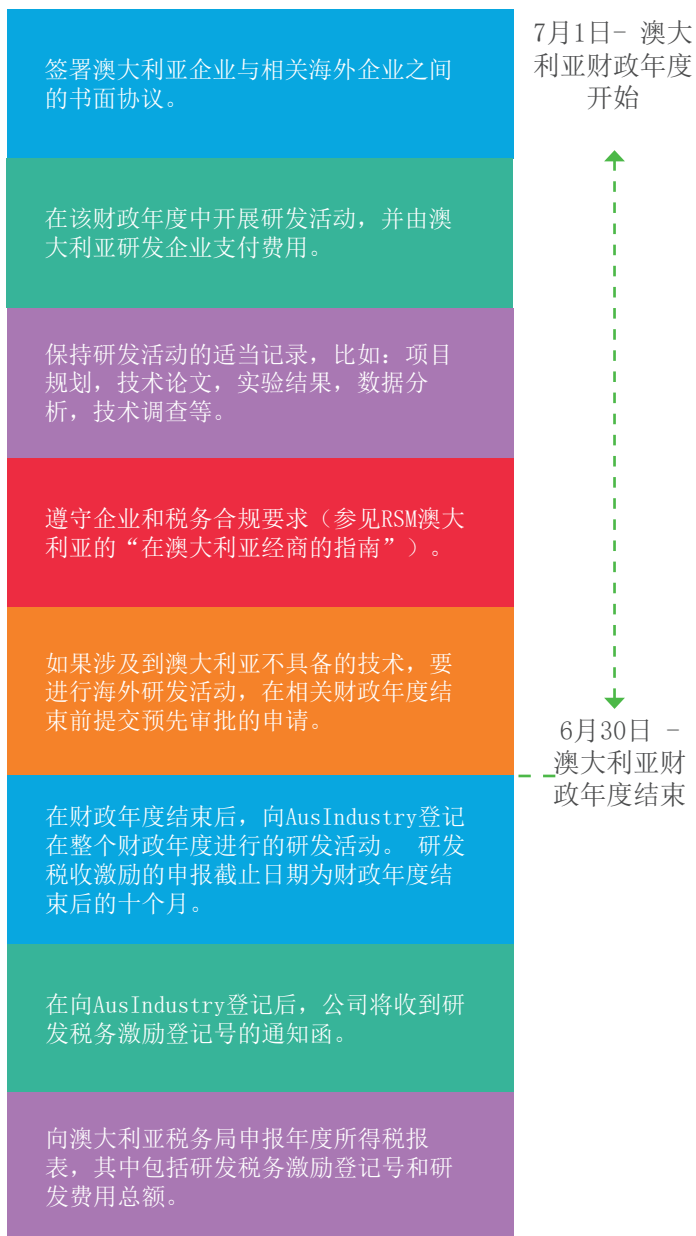 签署澳大利亚企业与相关海外企业之间
的书面协议。
7月1日- 澳大
利亚财政年度
开始
在该财政年度中开展研发活动，并由澳
大利亚研发企业支付费用。
保持研发活动的适当记录，比如：项目
规划，技术论文，实验结果，数据分
析，技术调查等。
遵守企业和税务合规要求（参见RSM澳大
利亚的“在澳大利亚经商的指南”）。
如果涉及到澳大利亚不具备的技术，要
进行海外研发活动，在相关财政年度结
束前提交预先审批的申请。
6月30日 -
澳大利亚财
政年度结束
在财政年度结束后，向AusIndustry登记
在整个财政年度进行的研发活动。 研发
税收激励的申报截止日期为财政年度结
束后的十个月。
在向AusIndustry登记后，公司将收到研
发税务激励登记号的通知函。
向澳大利亚税务局申报年度所得税报
表，其中包括研发税务激励登记号和研
发费用总额。